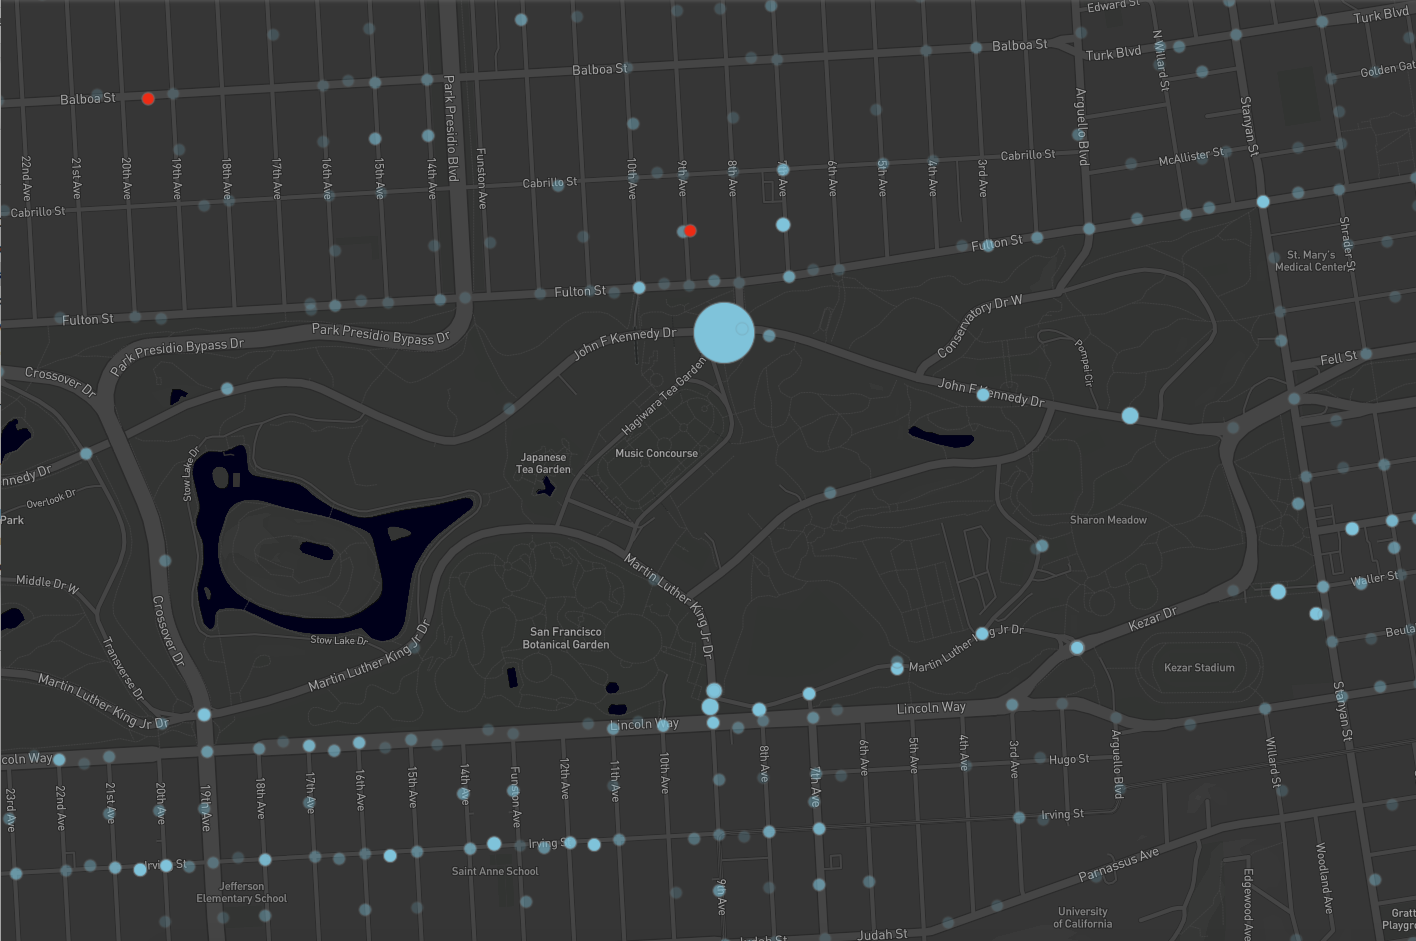 Edward St
Turk Blvd
Balboa St
Turk Blvd
N Willard St
Balboa St
Golden Gat
Park Presidio Blvd
Arguello Blvd
Stanyan St
Balboa St
22nd Ave
21st Ave
20th Ave
19th Ave
18th Ave
17th Ave
16th Ave
15th Ave
14th Ave
Funston Ave
10th Ave
9th Ave
8th Ave
7th Ave
6th Ave
5th Ave
4th Ave
3rd Ave
Cabrillo St
McAllister St
Cabrillo St
Cabrillo St
Fulton St
Shrader St
St. Mary's
Medical Center
Fulton St
Fulton St
Park Presidio Bypass Dr
Park Presidio Bypass Dr
John F Kennedy Dr
Conservatory Dr W
Pompei Cir
Fell St
Crossover Dr
Hagiwara Tea Garden
John F Kennedy Dr
Music Concourse
Japanese
Tea Garden
Stow Lake Dr
nnedy Dr
Overlook Dr
Park
Sharon Meadow
Middle Dr W
Martin Luther King Jr Dr
Waller St
Crossover Dr
Kezar Dr
San Francisco
Botanical Garden
Stow Lake Dr
Martin Luther King Jr Dr
Martin Luther King Jr Dr
Beula
Transverse Dr
Kezar Stadium
Martin Luther King Jr Dr
Lincoln Way
Lincoln Way
Stanyan St
coln Way
23rd Ave
22nd Ave
21st Ave
20th Ave
19th Ave
18th Ave
17th Ave
16th Ave
15th Ave
14th Ave
Funston Ave
12th Ave
11th Ave
10th Ave
8th Ave
7th Ave
6th Ave
5th Ave
4th Ave
3rd Ave
Hugo St
Arguello Blvd
Willard St
Irving St
Irving St
Irving St
Saint Anne School
Parnassus Ave
Woodland Ave
Jefferson
Elementary School
9th Ave
Edgewood Ave
University
of California
Gratt
Playgr
Judah St
Judah St